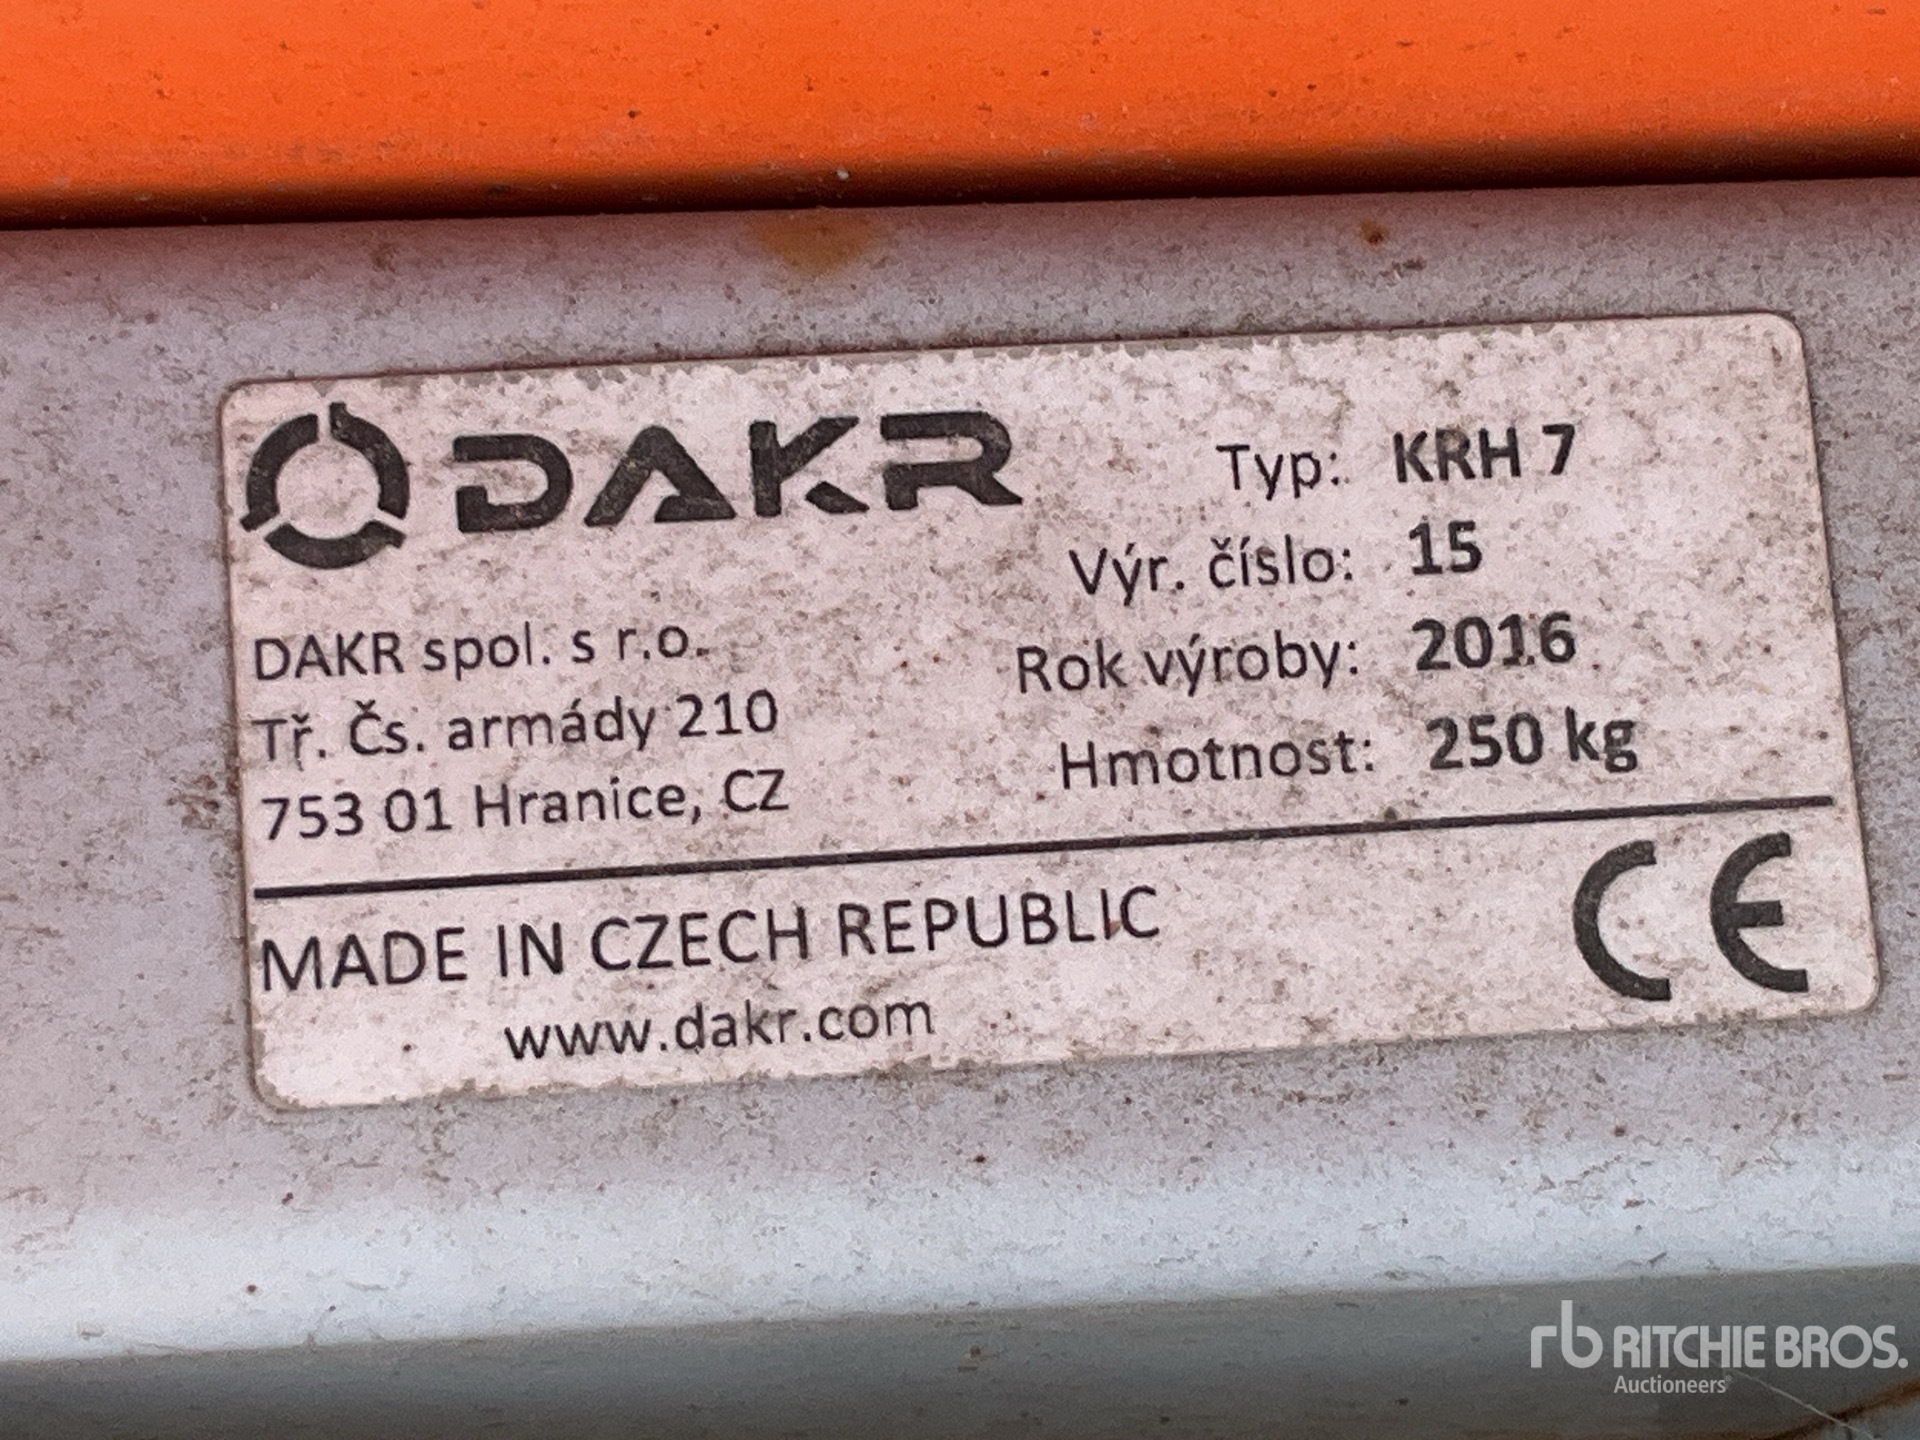 DAKR
DAKR spol. s r.o.
Tř. Čs. armády 210
753 01 Hranice, CZ
Typ: KRH 7
Výr. číslo: 15
Rok výroby: 2016
Hmotnost: 250 kg
MADE IN CZECH REPUBLIC
www.dakr.com
CE
rb RITCHIE BROS.
Auctioneers